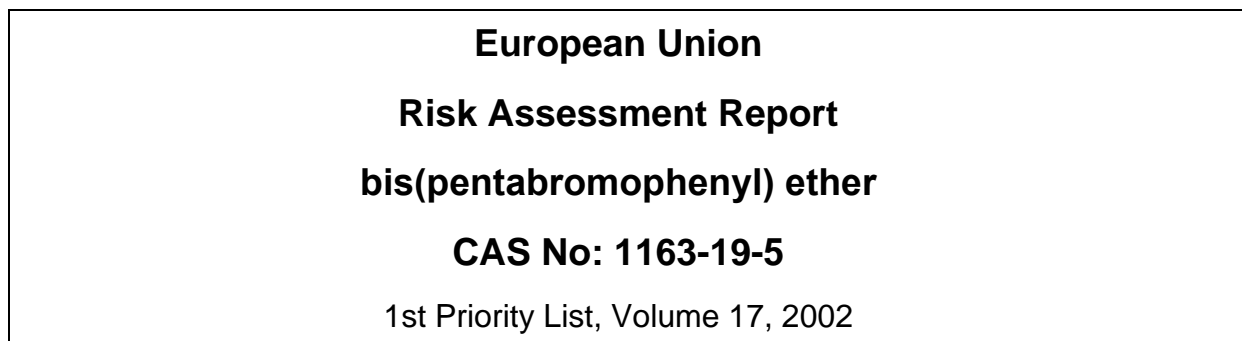 European Union
Risk Assessment Report
bis(pentabromophenyl) ether
CAS No: 1163-19-5
1st Priority List, Volume 17, 2002